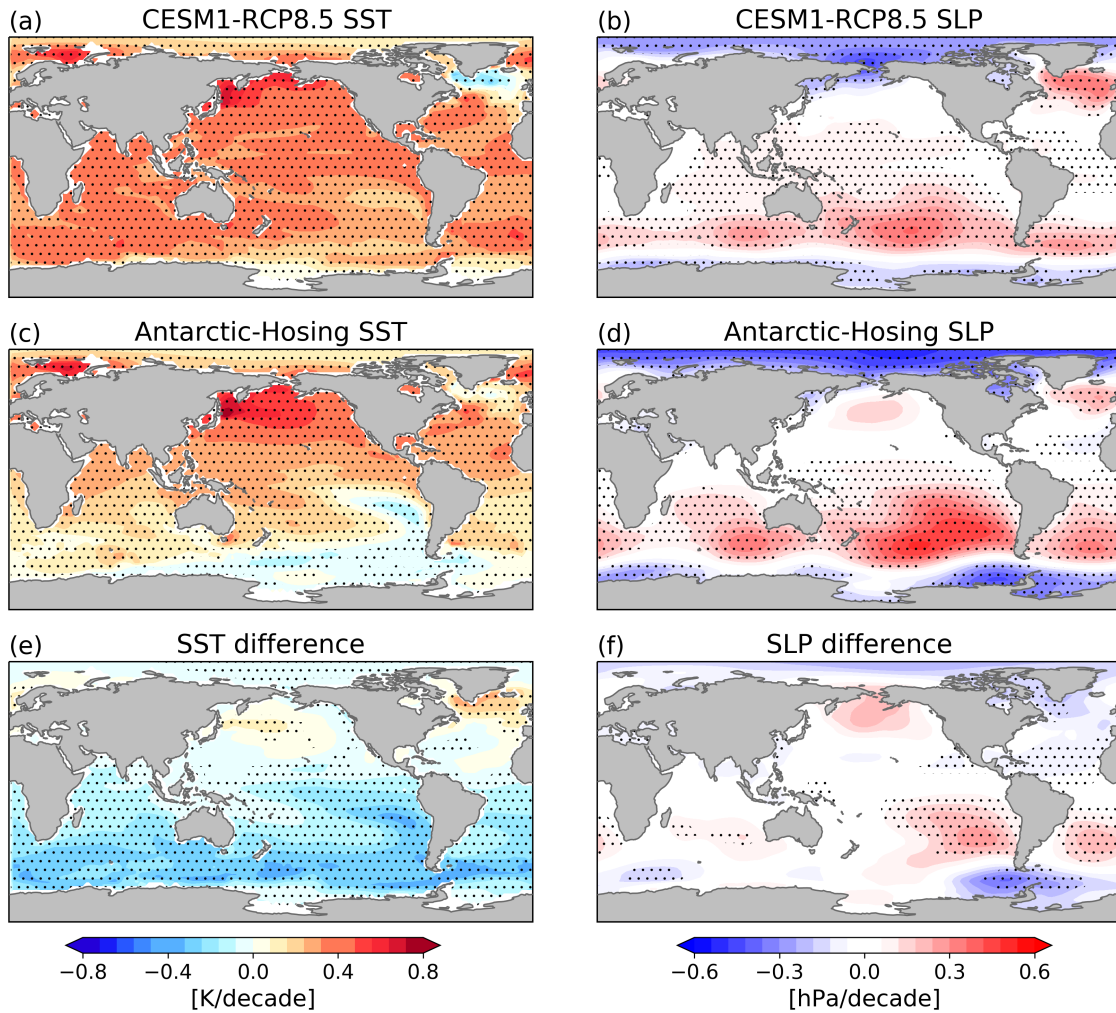 (a) CESM1-RCP8.5 SST
(b) CESM1-RCP8.5 SLP
(c) Antarctic-Hosing SST
(d) Antarctic-Hosing SLP
(e) SST difference
(f) SLP difference
−0.8 −0.4 0.0 0.4 0.8
[K/decade]
−0.6 −0.3 0.0 0.3 0.6
[hPa/decade]